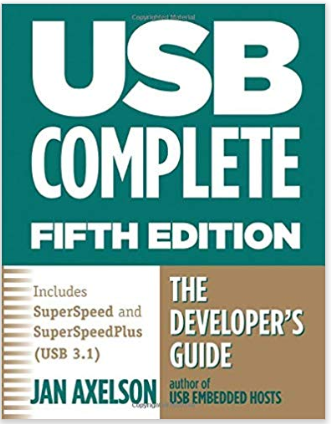 USB
COMPLETE
FIFTH EDITION
Includes
SuperSpeed and
SuperSpeedPlus
(USB 3.1)
THE
DEVELOPER'S
GUIDE
JAN AXELSON
author of
USB EMBEDDED HOSTS